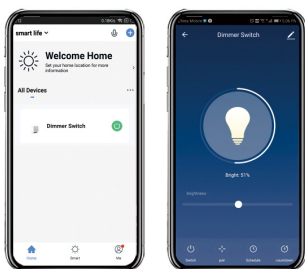 smart life
Welcome Home
Set your home location for more
information
All Devices
Dimmer Switch
Home
Smart
Me
Dimmer Switch
Bright: 51%
Brightness
Switch
Schedule